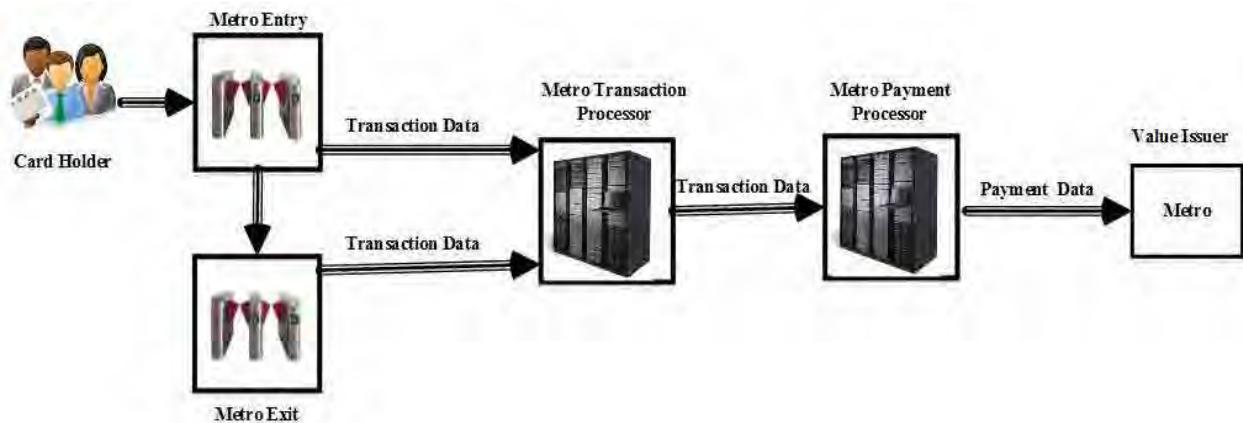 Metro Entry
Card Holder
Transaction Data
Metro Transaction
Processor
Metro Payment
Processor
Value Issuer
Transaction Data
Payment Data
Metro
Transaction Data
Metro Exit